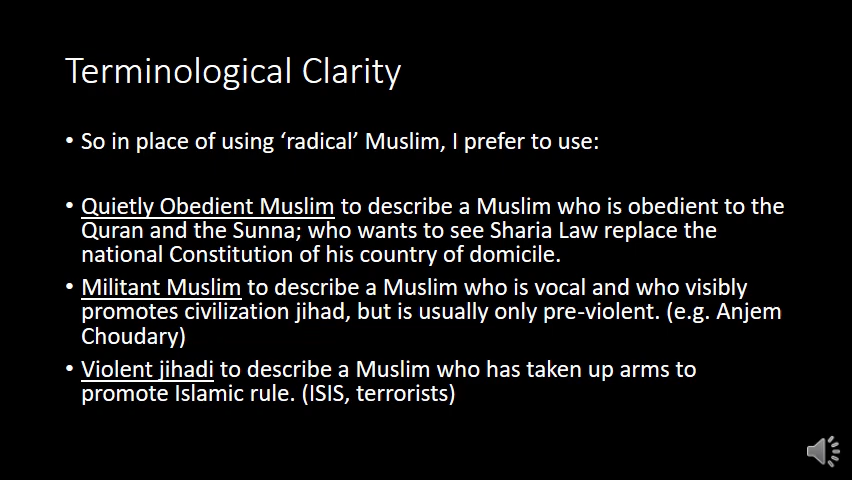 Terminological Clarity
• So in place of using ‘radical’ Muslim, I prefer to use:
• Quietly Obedient Muslim to describe a Muslim who is obedient to the
Quran and the Sunna; who wants to see Sharia Law replace the
national Constitution of his country of domicile.
• Militant Muslim to describe a Muslim who is vocal and who visibly
promotes civilization jihad, but is usually only pre-violent. (e.g. Anjem
Choudary)
• Violent jihadi to describe a Muslim who has taken up arms to
promote Islamic rule. (ISIS, terrorists)